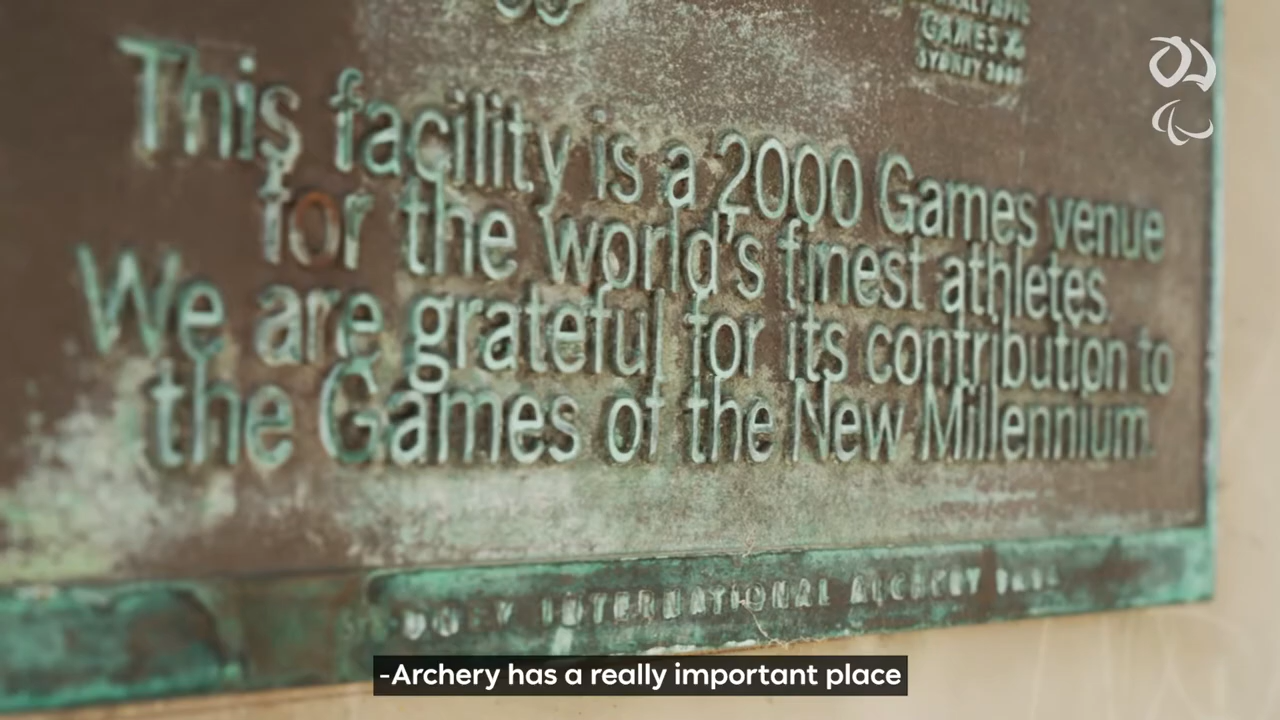 GAMES
SYDNEY 2000
This facility is a 2000 Games venue
for the world's finest athletes.
We are grateful for its contribution to
the Games of the New Millennium.
INTERNATIONAL ARCHERY PARK
-Archery has a really important place